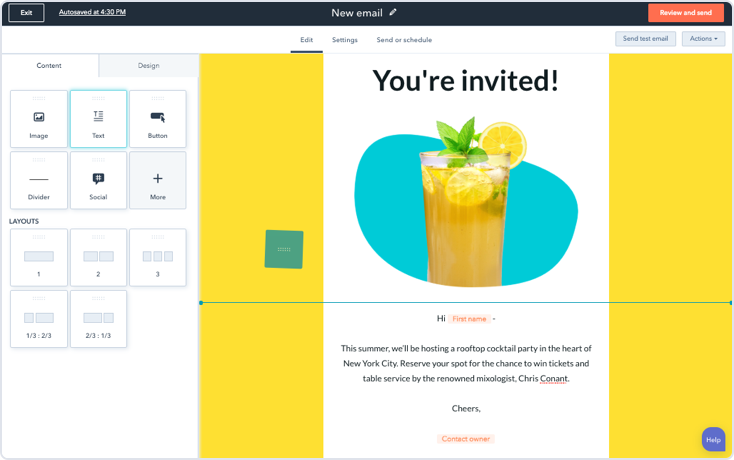 Exit
Autosaved at 4:30 PM
New email
Review and send
Edit
Settings
Send or schedule
Send test email
Actions
Content
Design
Image
Text
Button
Divider
Social
More
LAYOUTS
1
2
3
1/3 : 2/3
2/3 : 1/3
You're invited!
Hi First name -
This summer, we'll be hosting a rooftop cocktail party in the heart of
New York City. Reserve your spot for the chance to win tickets and
table service by the renowned mixologist, Chris Conant.
Cheers,
Contact owner
Help